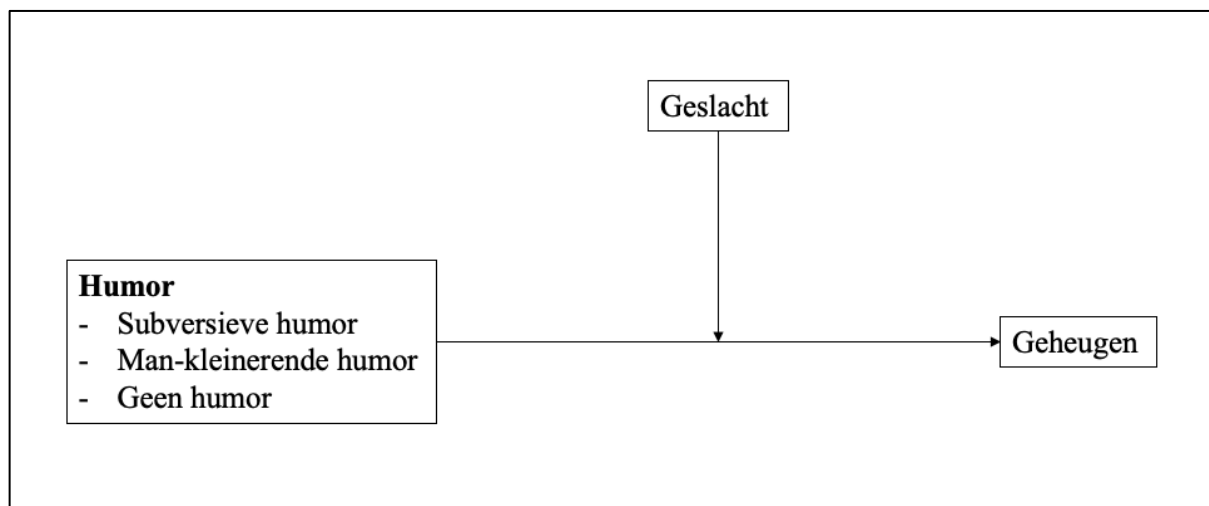 Geslacht
Humor
- Subversieve humor
- Man-kleinerende humor
- Geen humor
Geheugen